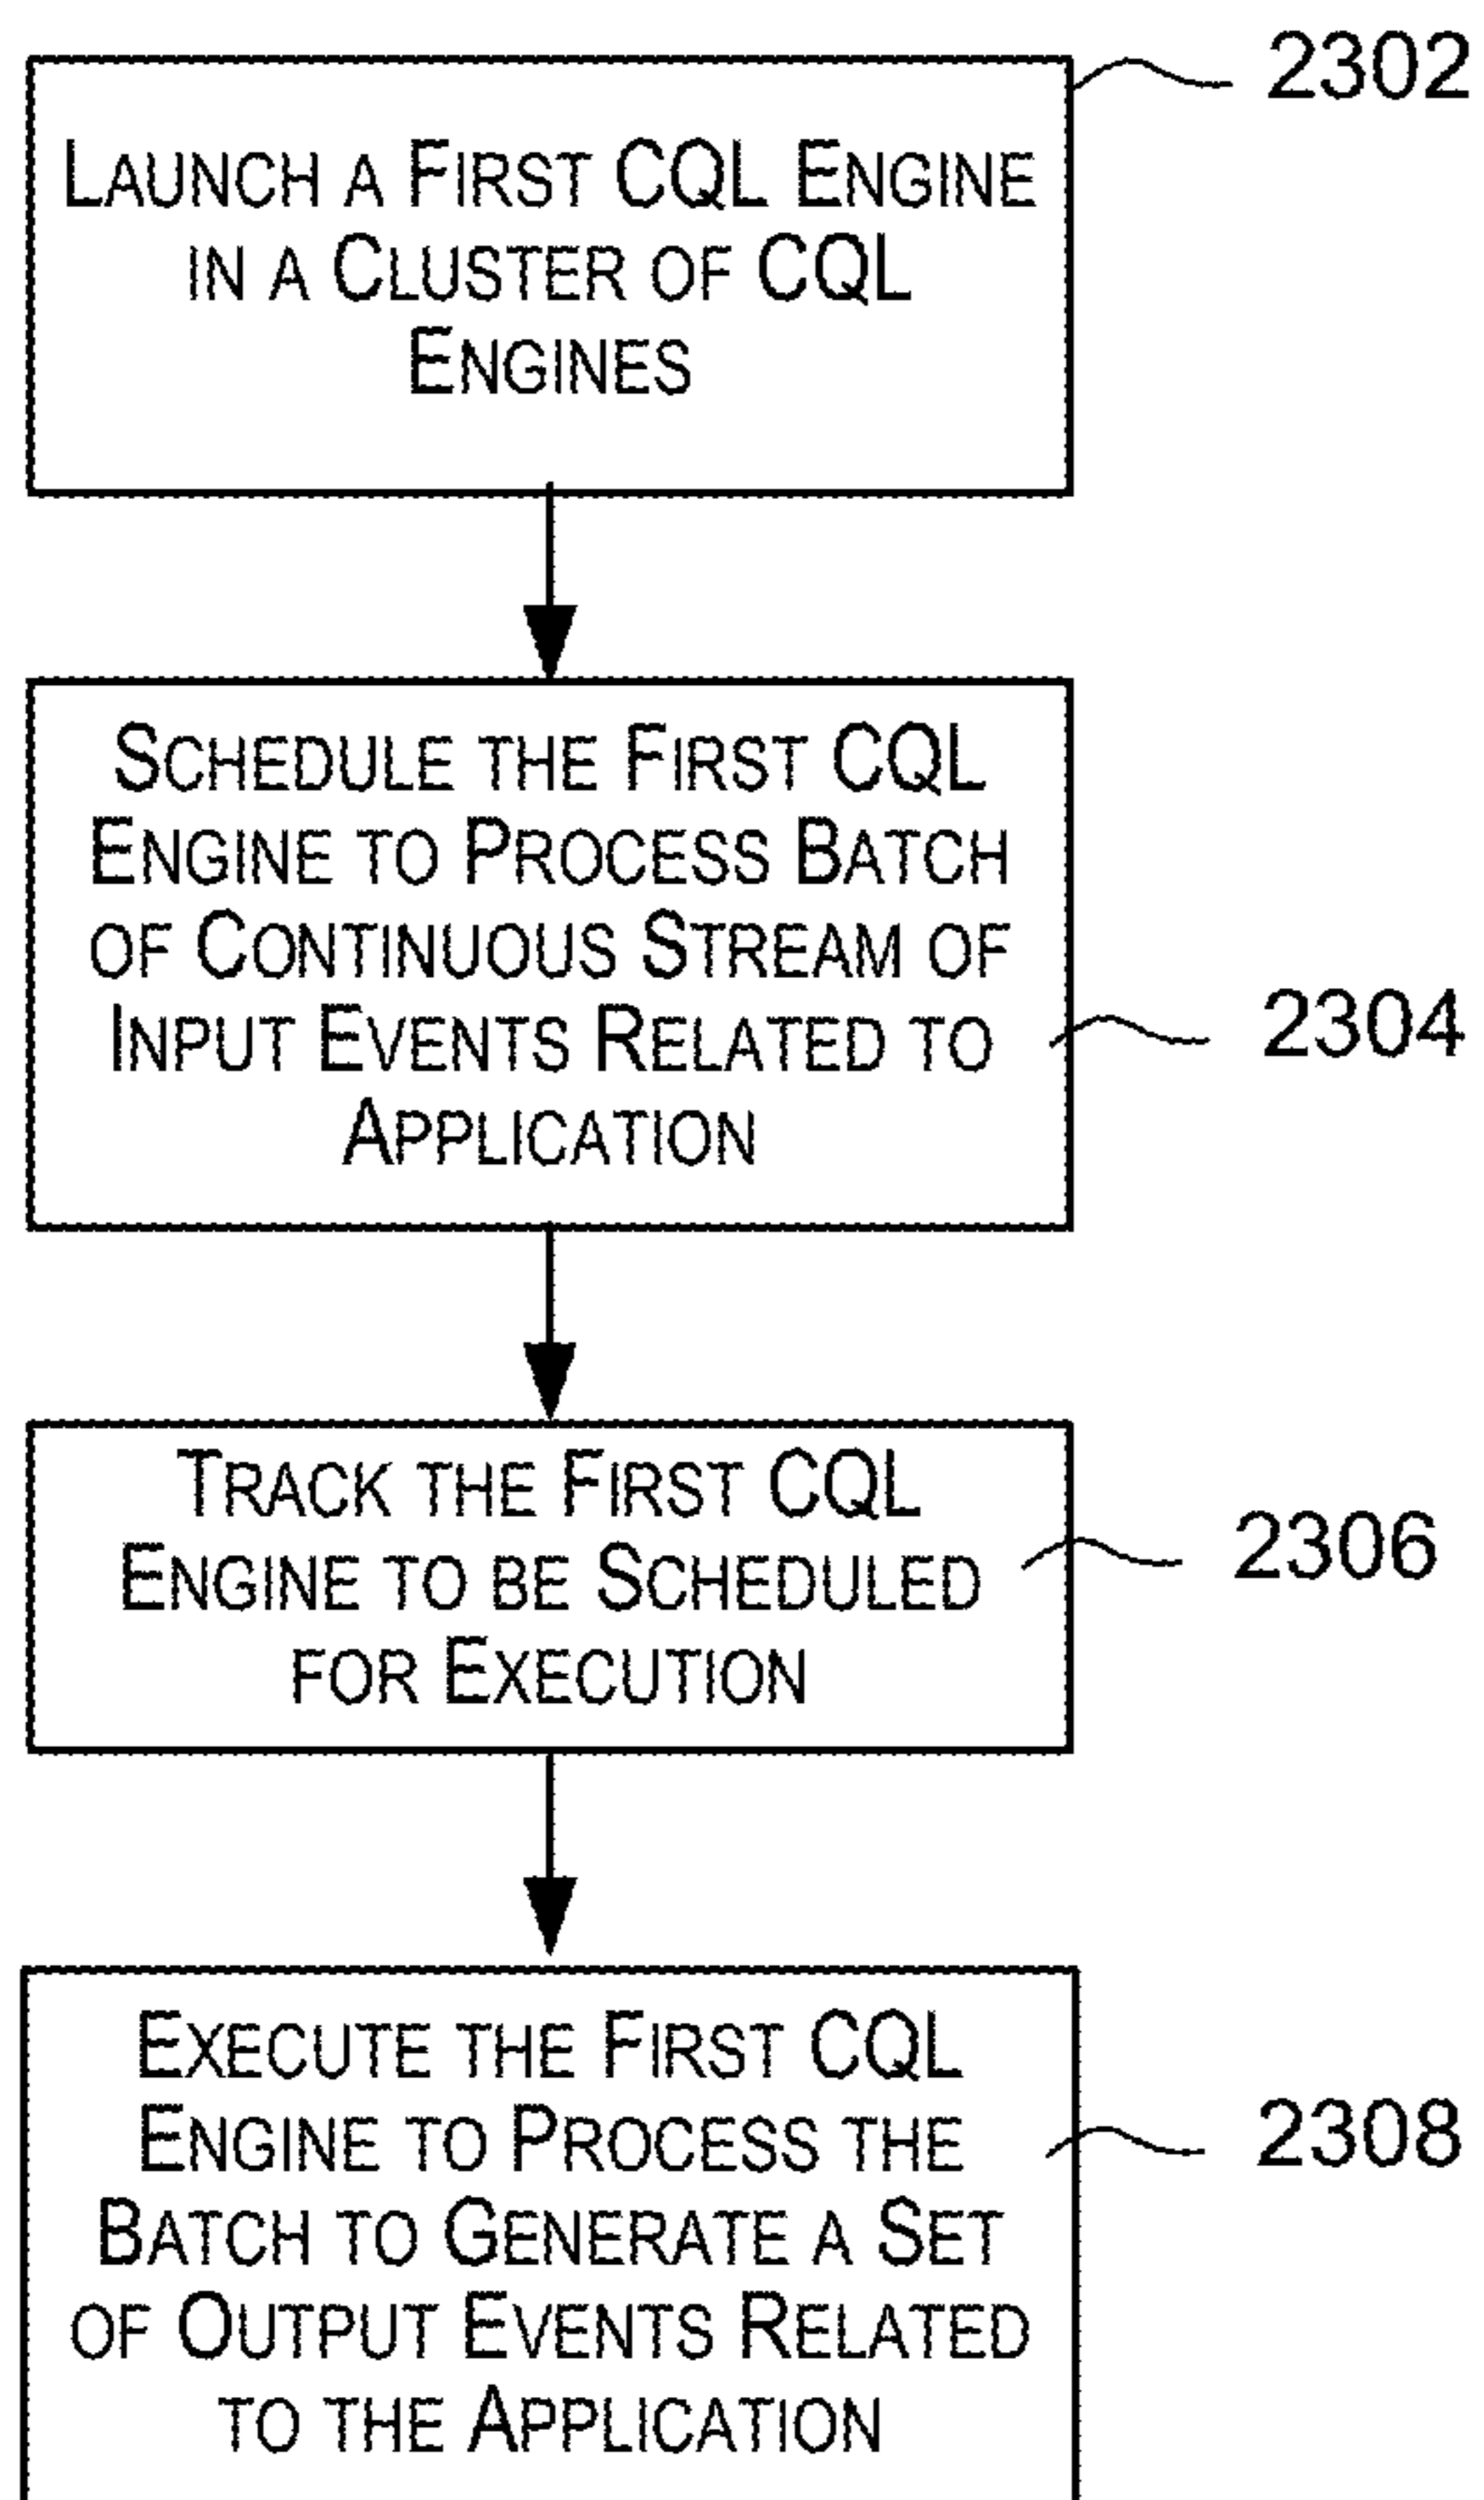 2302
LAUNCH A FIRST CQL ENGINE
IN A CLUSTER OF CQL
ENGINES
SCHEDULE THE FIRST CQL
ENGINE TO PROCESS BATCH
OF CONTINUOUS STREAM OF
INPUT EVENTS RELATED TO
APPLICATION
2304
TRACK THE FIRST CQL
ENGINE TO BE SCHEDULED
FOR EXECUTION
2306
EXECUTE THE FIRST CQL
ENGINE TO PROCESS THE
BATCH TO GENERATE A SET
OF OUTPUT EVENTS RELATED
TO THE APPLICATION
2308